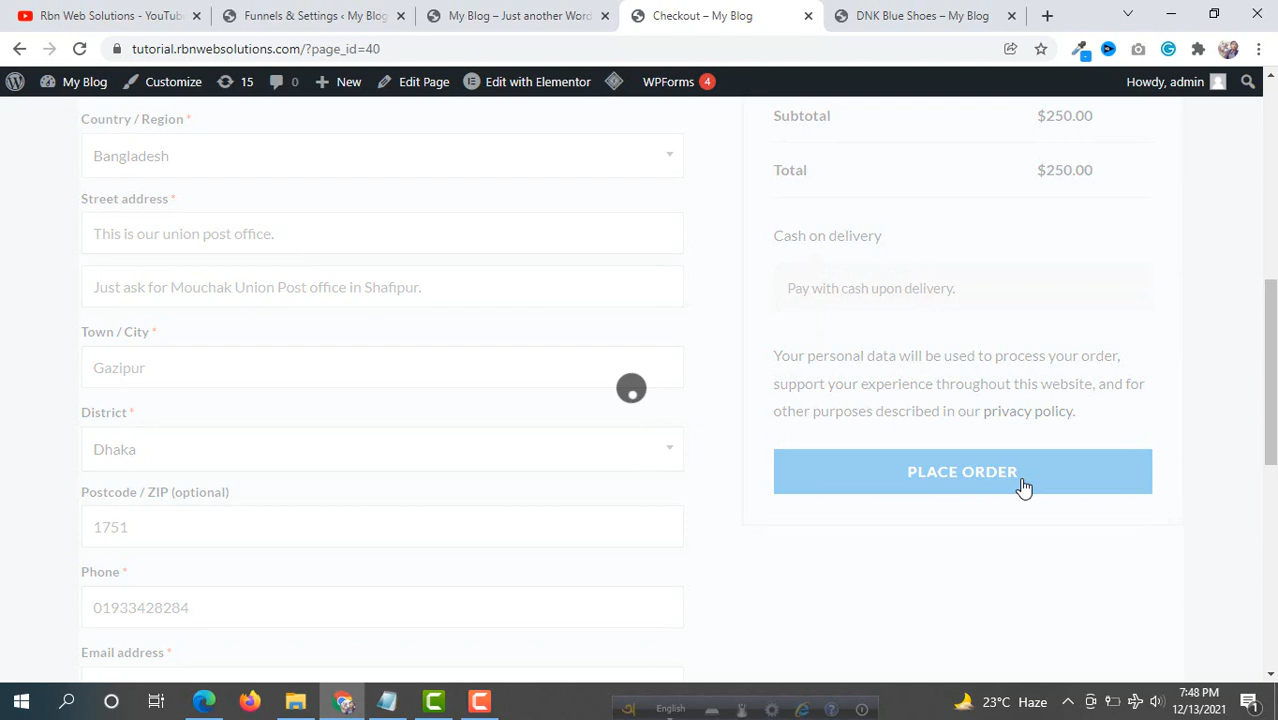 Rbn Web Solutions - YouTube
Funnels & Settings ‹ My Blog
My Blog – Just another Word
Checkout – My Blog
DNK Blue Shoes – My Blog
tutorial.rbnwebsolutions.com/?page_id=40
My Blog
Customize
15
0
New
Edit Page
Edit with Elementor
WPForms 4
Howdy, admin
Country / Region *
Bangladesh
Street address *
This is our union post office.
Just ask for Mouchak Union Post office in Shafipur.
Town / City *
Gazipur
District *
Dhaka
Postcode / ZIP (optional)
1751
Phone *
01933428284
Email address *
Subtotal $250.00
Total $250.00
Cash on delivery
Pay with cash upon delivery.
Your personal data will be used to process your order,
support your experience throughout this website, and for
other purposes described in our privacy policy.
PLACE ORDER
English
23°C Haze
7:48 PM
12/13/2021
1